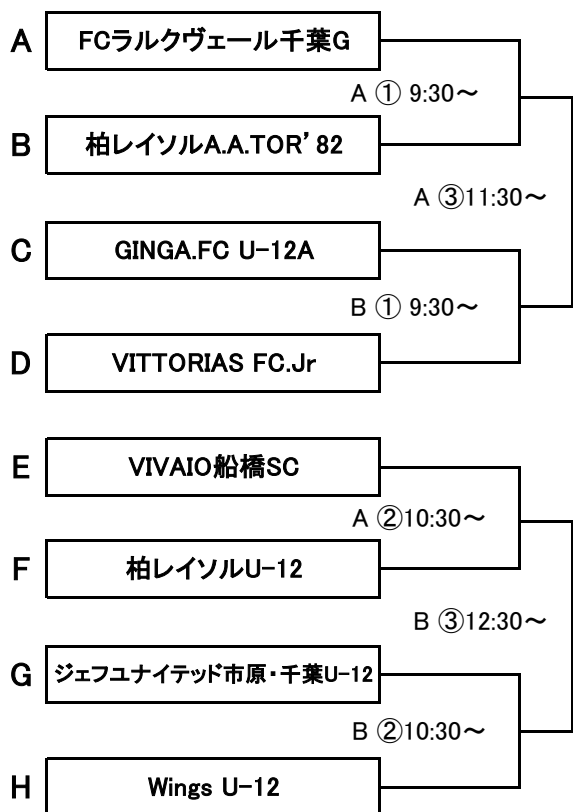 A FCラルクヴェール千葉G
A ① 9:30～
B 柏レイソルA.A.TOR’82
A ③11:30～
C GINGA.FC U-12A
B ① 9:30～
D VITTORIAS FC.Jr
E VIVAIO船橋SC
A ②10:30～
F 柏レイソルU-12
B ③12:30～
G ジェフユナイテッド市原・千葉U-12
B ②10:30～
H Wings U-12